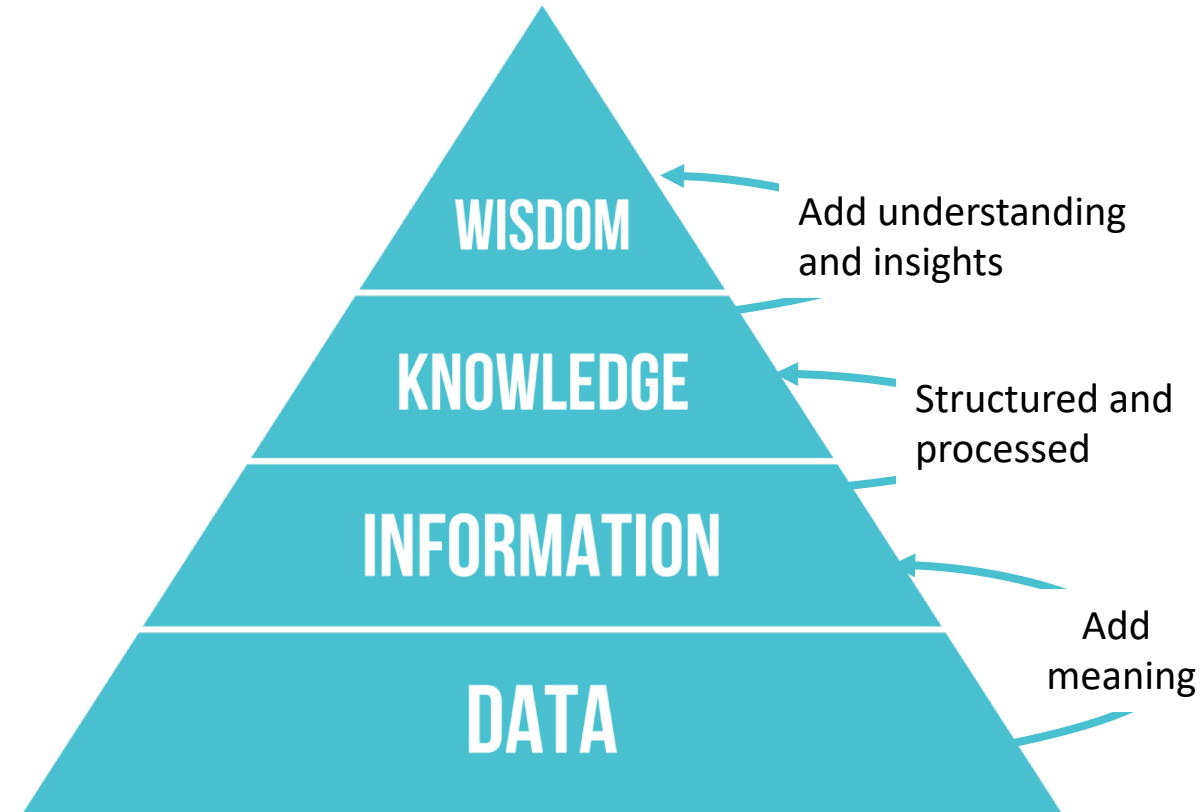 WISDOM
Add understanding
and insights
KNOWLEDGE
Structured and
processed
INFORMATION
Add
meaning
DATA